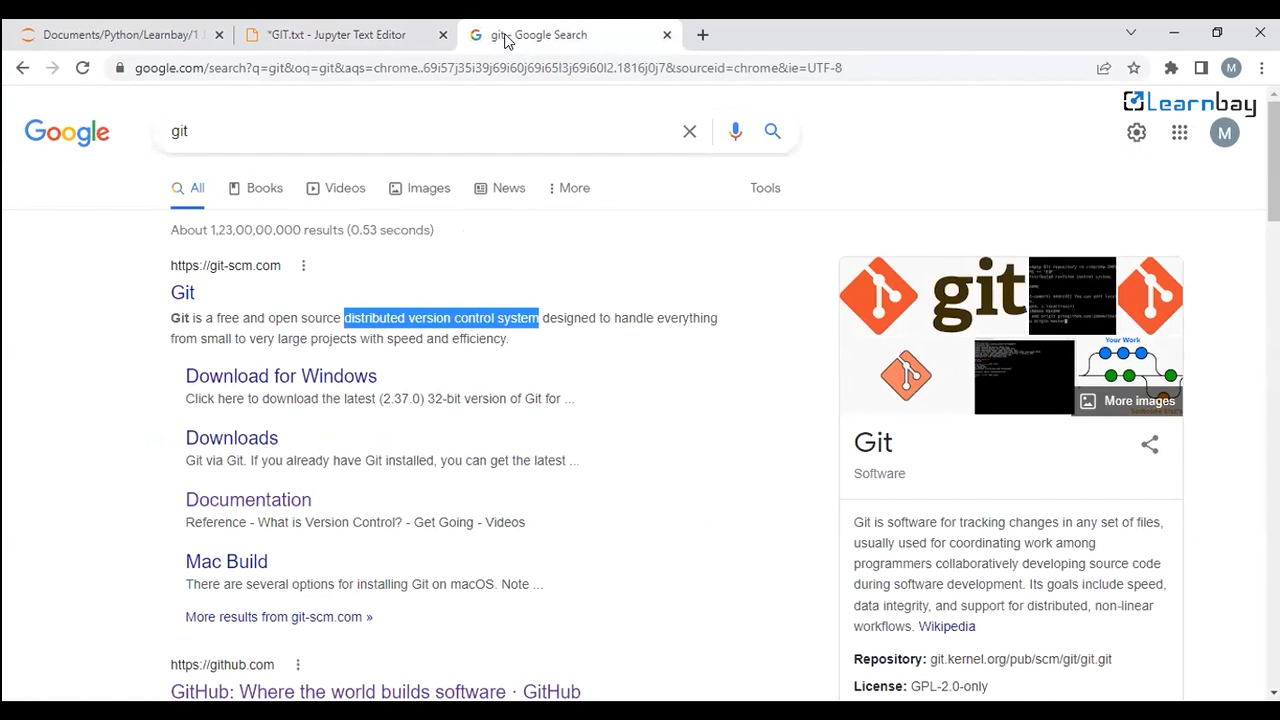 Documents/Python/Learnbay/1
*GIT.txt - Jupyter Text Editor
git - Google Search
google.com/search?q=git&oq=git&aqs=chrome..69i57j35i39j69i60j69i65l3j69i60l2.1816j0j7&sourceid=chrome&ie=UTF-8
M
Learnbay
Google
git
M
All
Books
Videos
Images
News
More
Tools
About 1,23,00,00,000 results (0.53 seconds)
https://git-scm.com
Git
Git is a free and open source distributed version control system designed to handle everything
from small to very large projects with speed and efficiency.
Download for Windows
Click here to download the latest (2.37.0) 32-bit version of Git for ...
Downloads
Git via Git. If you already have Git installed, you can get the latest ...
Documentation
Reference - What is Version Control? - Get Going - Videos
Mac Build
There are several options for installing Git on macOS. Note ...
More results from git-scm.com »
https://github.com
GitHub: Where the world builds software · GitHub
git
Your Work
More images
Git
Software
Git is software for tracking changes in any set of files,
usually used for coordinating work among
programmers collaboratively developing source code
during software development. Its goals include speed,
data integrity, and support for distributed, non-linear
workflows. Wikipedia
Repository: git.kernel.org/pub/scm/git/git.git
License: GPL-2.0-only